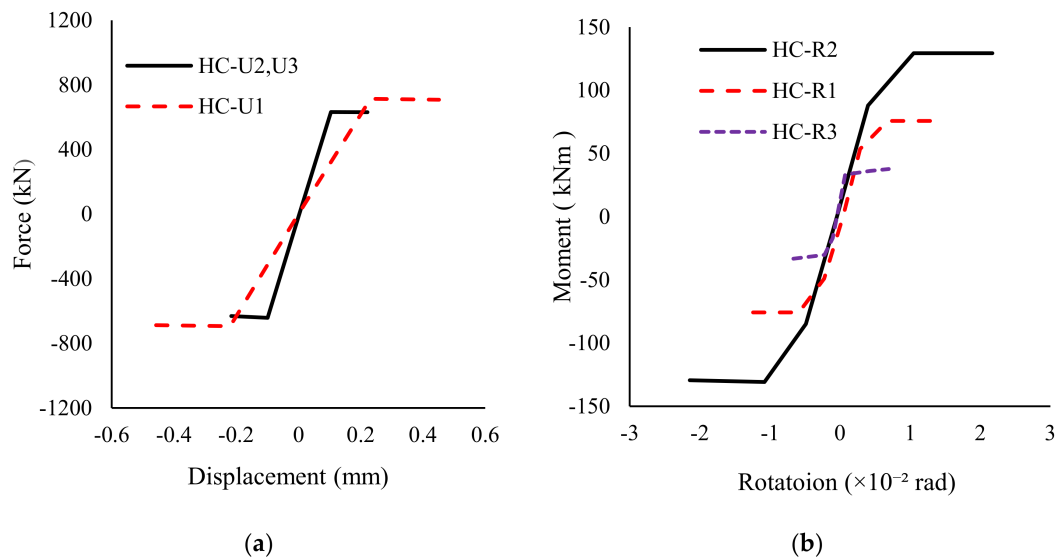 1200
800
400
0
-400
-800
-1200
Force (kN)
HC-U2,U3
HC-U1
-0.6
-0.4
-0.2
0
0.2
0.4
0.6
Displacement (mm)
(a)
150
100
50
0
-50
-100
-150
Moment ( kNm)
HC-R2
HC-R1
HC-R3
-3
-2
-1
0
1
2
3
Rotatoion (×10⁻² rad)
(b)